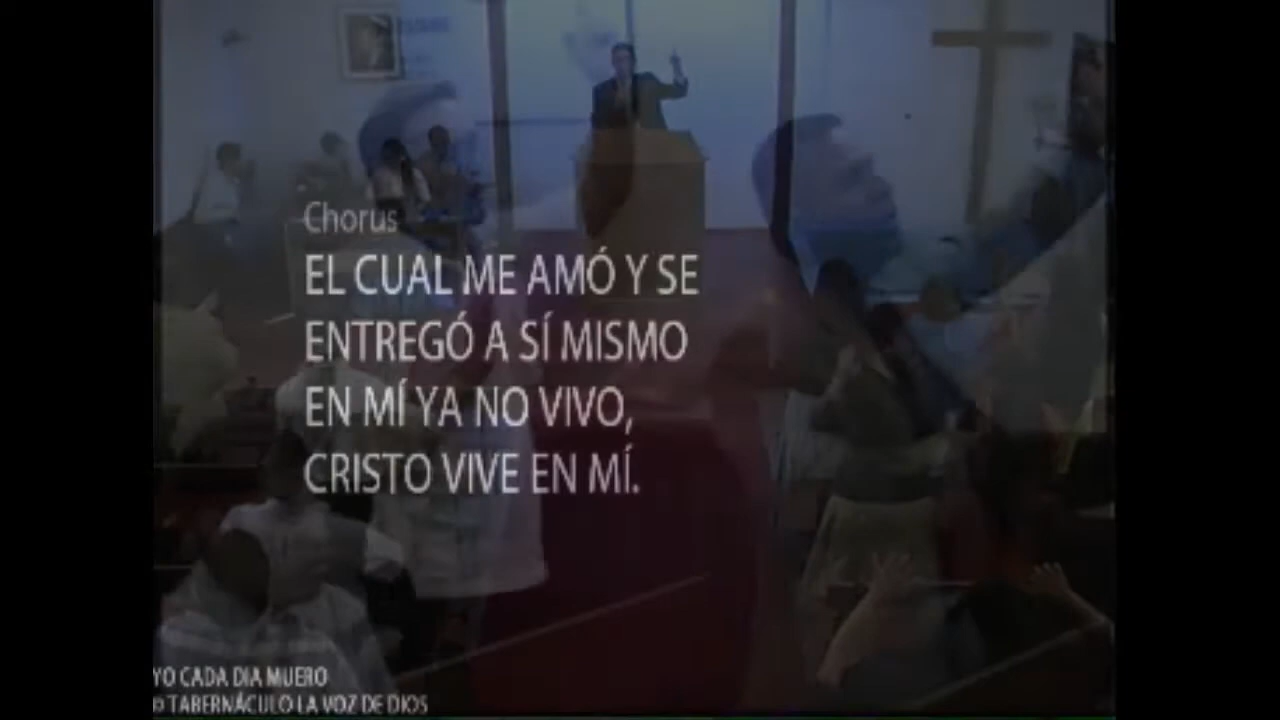 Chorus
EL CUAL ME AMÓ Y SE
ENTREGÓ A SÍ MISMO
EN MÍ YA NO VIVO,
CRISTO VIVE EN MÍ.
YO CADA DIA MUERO
© TABERNÁCULO LA VOZ DE DIOS